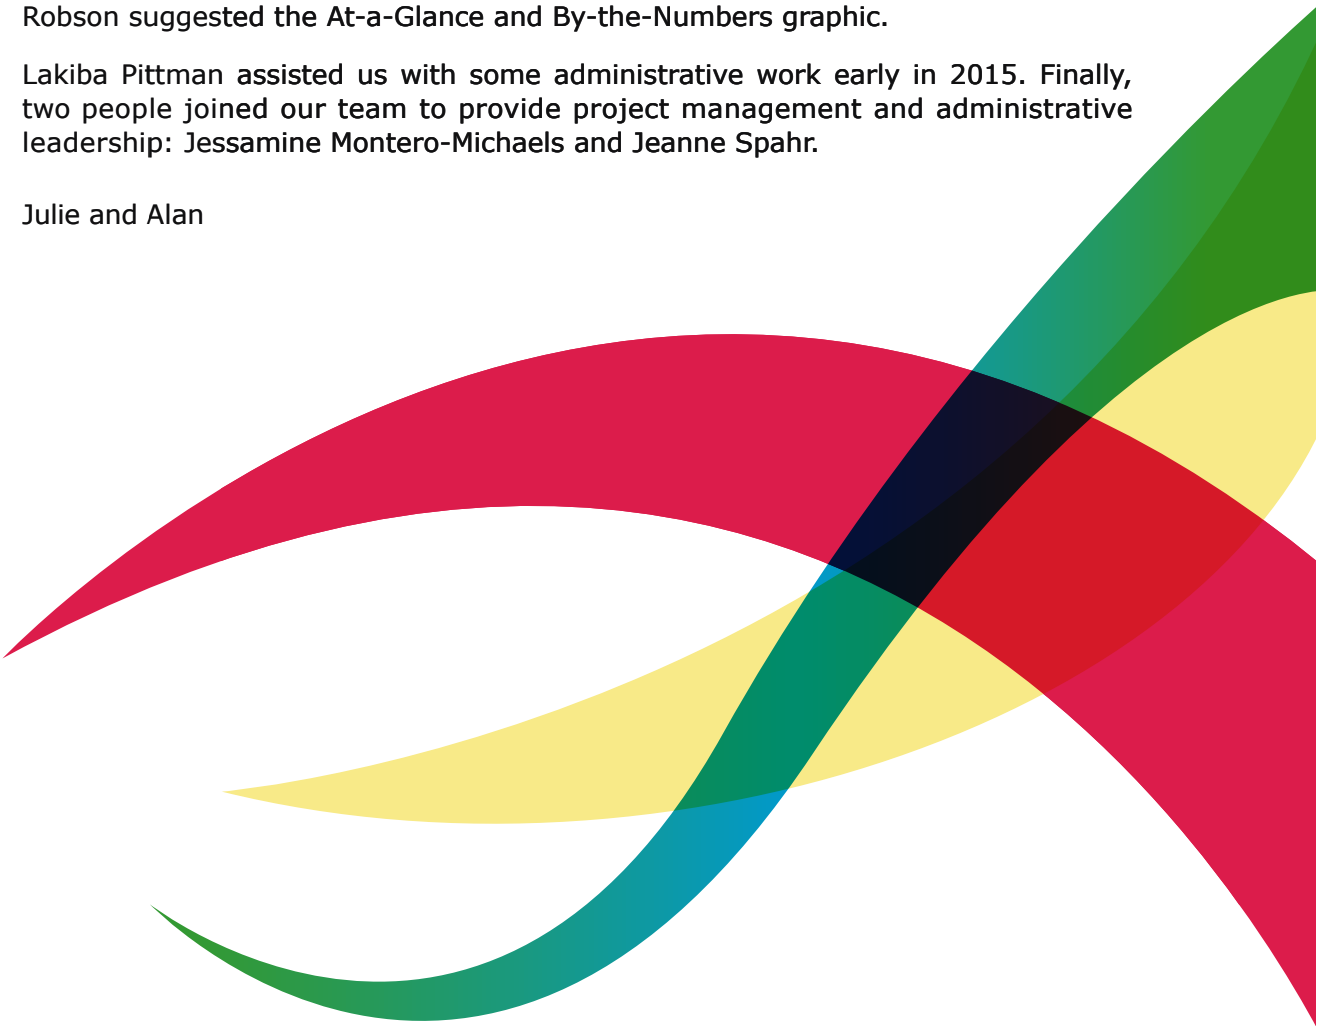 Robson suggested the At-a-Glance and By-the-Numbers graphic.
Lakiba Pittman assisted us with some administrative work early in 2015. Finally,
two people joined our team to provide project management and administrative
leadership: Jessamine Montero-Michaels and Jeanne Spahr.
Julie and Alan